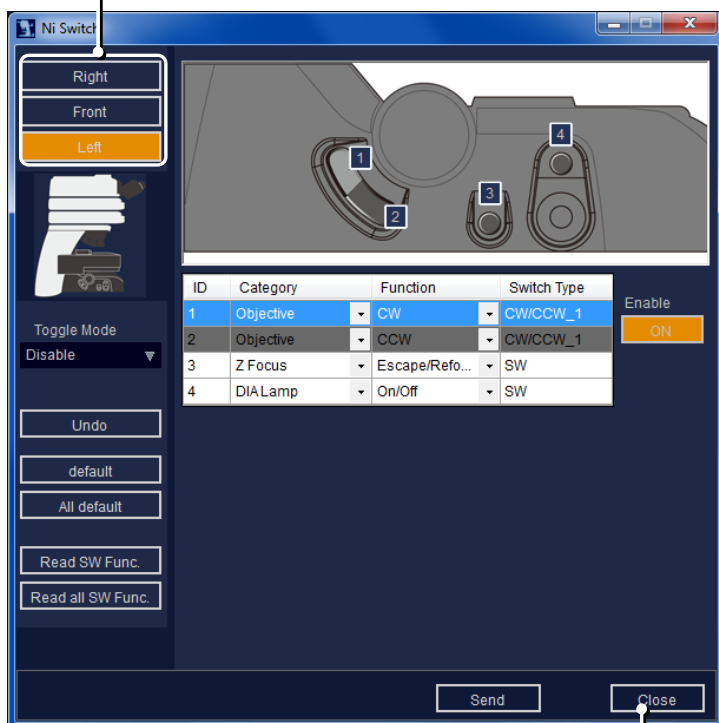 Ni Switch
Right
Front
Left
1
2
3
4
Toggle Mode
Disable
Undo
default
All default
Read SW Func.
Read all SW Func.
ID Category Function Switch Type
1 Objective CW CW/CCW_1
2 Objective CCW CW/CCW_1
3 Z Focus Escape/Refo... SW
4 DIA Lamp On/Off SW
Enable
ON
Send
Close